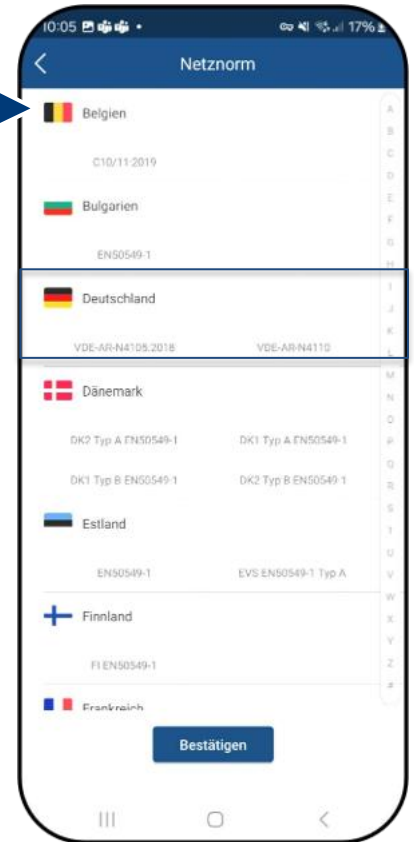 10:05
17%
Netznorm
Belgien
C10/11-2019
Bulgarien
EN50549-1
Deutschland
VDE-AR-N4105:2018 VDE-AR-N4110
Dänemark
DK2 Typ A EN50549-1 DK1 Typ A EN50549-1
DK1 Typ B EN50549-1 DK2 Typ B EN50549-1
Estland
EN50549-1 EVS EN50549-1 Typ A
Finnland
FI EN50549-1
Frankreich
Bestätigen
A
B
C
D
E
F
G
H
I
J
K
L
M
N
O
P
Q
R
S
T
U
V
W
X
Y
Z
#